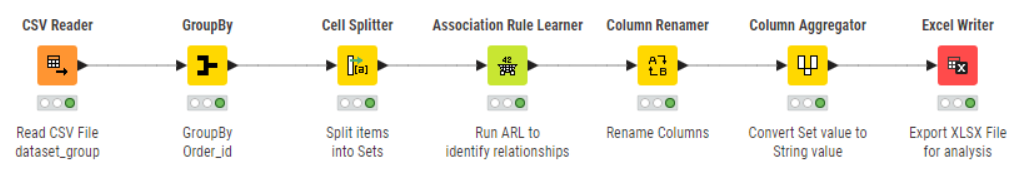 CSV Reader
GroupBy
Cell Splitter
Association Rule Learner
Column Renamer
Column Aggregator
Excel Writer
[a]
42
A
B
Read CSV File
dataset_group
GroupBy
Order_id
Split items
into Sets
Run ARL to
identify relationships
Rename Columns
Convert Set value to
String value
Export XLSX File
for analysis